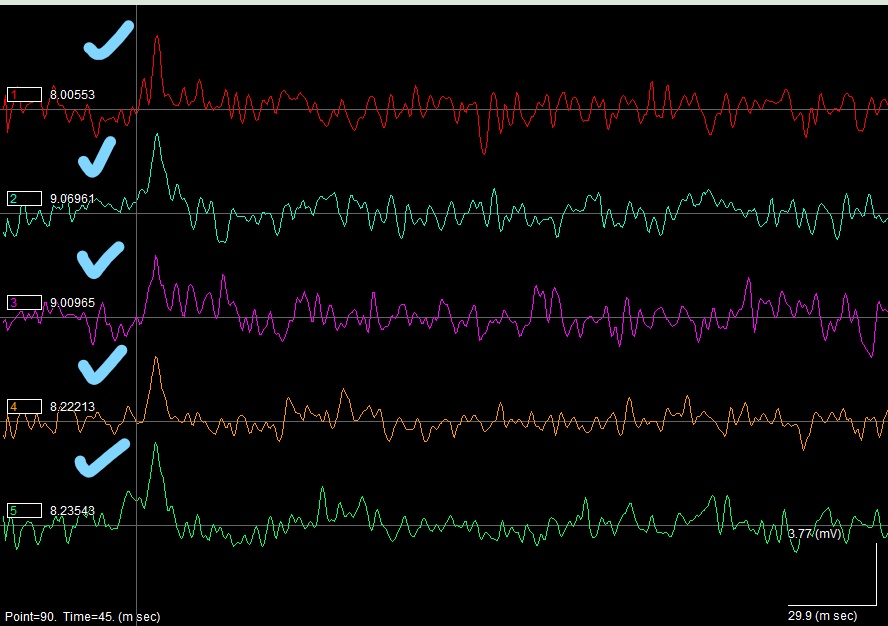 1 8.00553
2 9.06961
3 9.00965
4 8.22213
5 8.23543
3.77 (mV)
29.9 (m sec)
Point=90. Time=45. (m sec)